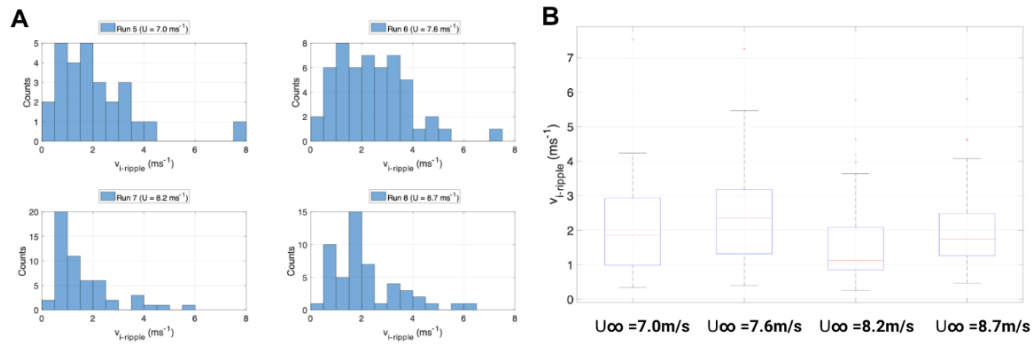 A
Run 5 (U = 7.0 ms⁻¹)
5
4
3
2
1
0
Counts
0 2 4 6 8
v i-ripple (ms⁻¹)
Run 6 (U = 7.6 ms⁻¹)
8
6
4
2
0
Counts
0 2 4 6 8
v i-ripple (ms⁻¹)
Run 7 (U = 8.2 ms⁻¹)
20
15
10
5
0
Counts
0 2 4 6 8
v i-ripple (ms⁻¹)
Run 8 (U = 8.7 ms⁻¹)
15
10
5
0
Counts
0 2 4 6 8
v i-ripple (ms⁻¹)
B
7
6
5
4
3
2
1
0
v i-ripple (ms⁻¹)
U∞ =7.0m/s U∞ =7.6m/s U∞ =8.2m/s U∞ =8.7m/s